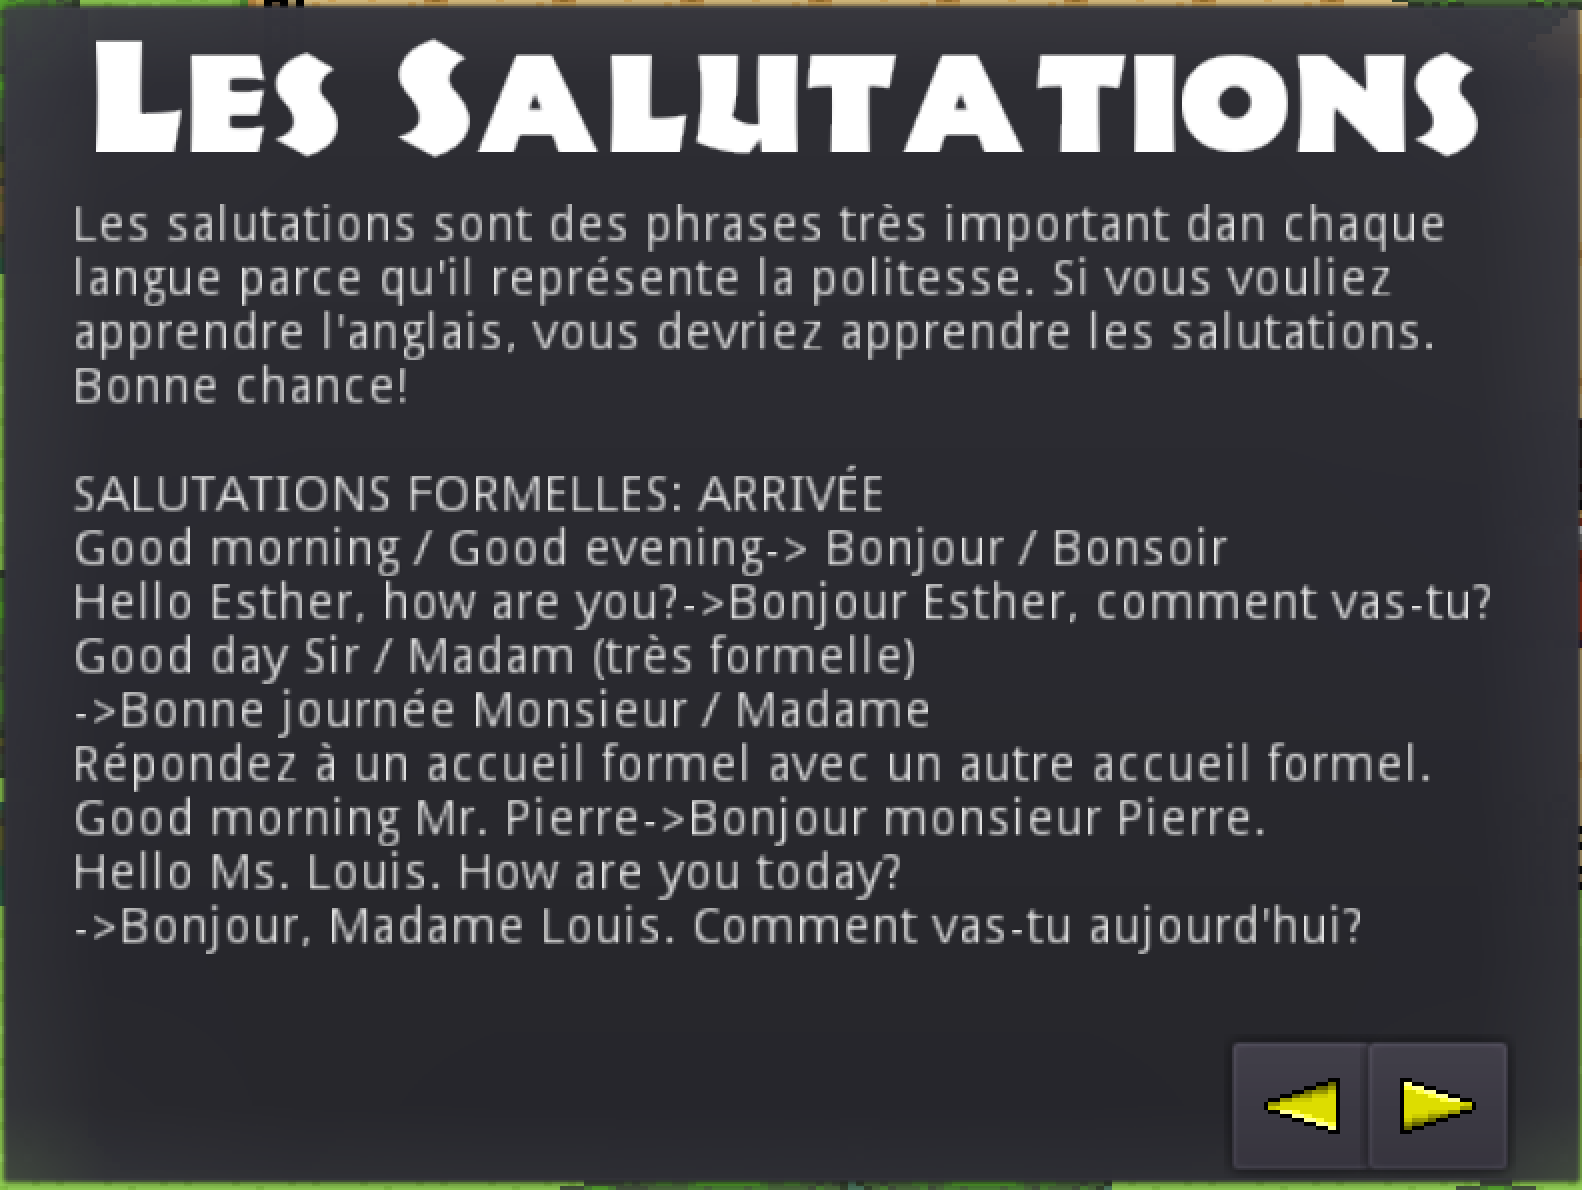 LES SALUTATIONS
Les salutations sont des phrases très important dan chaque
langue parce qu'il représente la politesse. Si vous vouliez
apprendre l'anglais, vous devriez apprendre les salutations.
Bonne chance!
SALUTATIONS FORMELLES: ARRIVÉE
Good morning / Good evening-> Bonjour / Bonsoir
Hello Esther, how are you?->Bonjour Esther, comment vas-tu?
Good day Sir / Madam (très formelle)
->Bonne journée Monsieur / Madame
Répondez à un accueil formel avec un autre accueil formel.
Good morning Mr. Pierre->Bonjour monsieur Pierre.
Hello Ms. Louis. How are you today?
->Bonjour, Madame Louis. Comment vas-tu aujourd'hui?